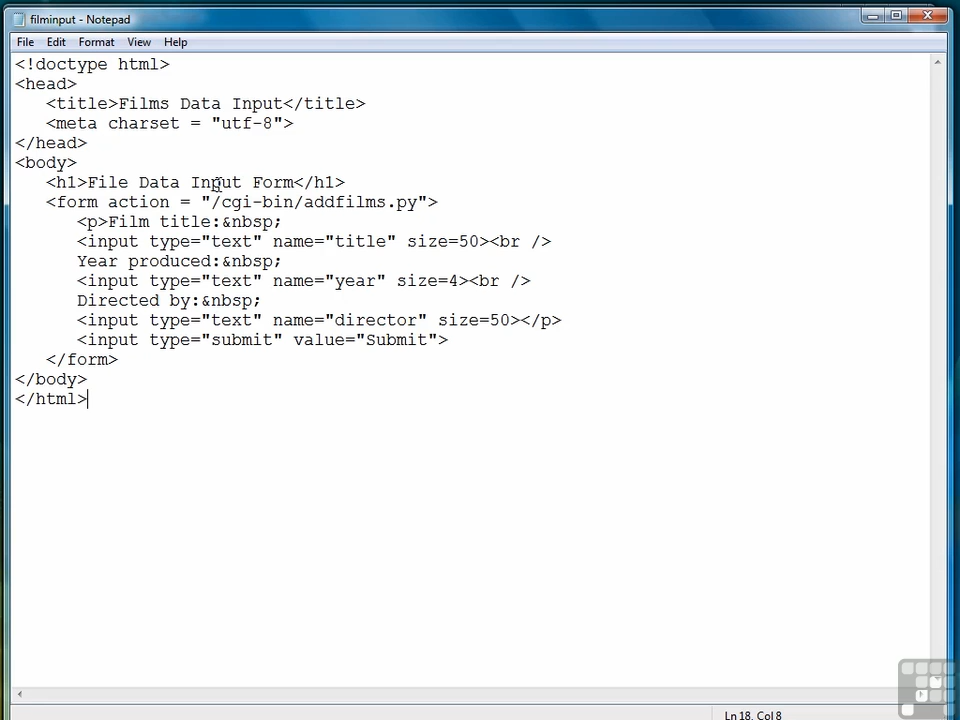 filminput - Notepad
File Edit Format View Help
<!doctype html>
<head>
   <title>Films Data Input</title>
   <meta charset = "utf-8">
</head>
<body>
   <h1>File Data Input Form</h1>
   <form action = "/cgi-bin/addfilms.py">
      <p>Film title:&nbsp;
      <input type="text" name="title" size=50><br />
      Year produced:&nbsp;
      <input type="text" name="year" size=4><br />
      Directed by:&nbsp;
      <input type="text" name="director" size=50></p>
      <input type="submit" value="Submit">
   </form>
</body>
</html>
Ln 18, Col 8